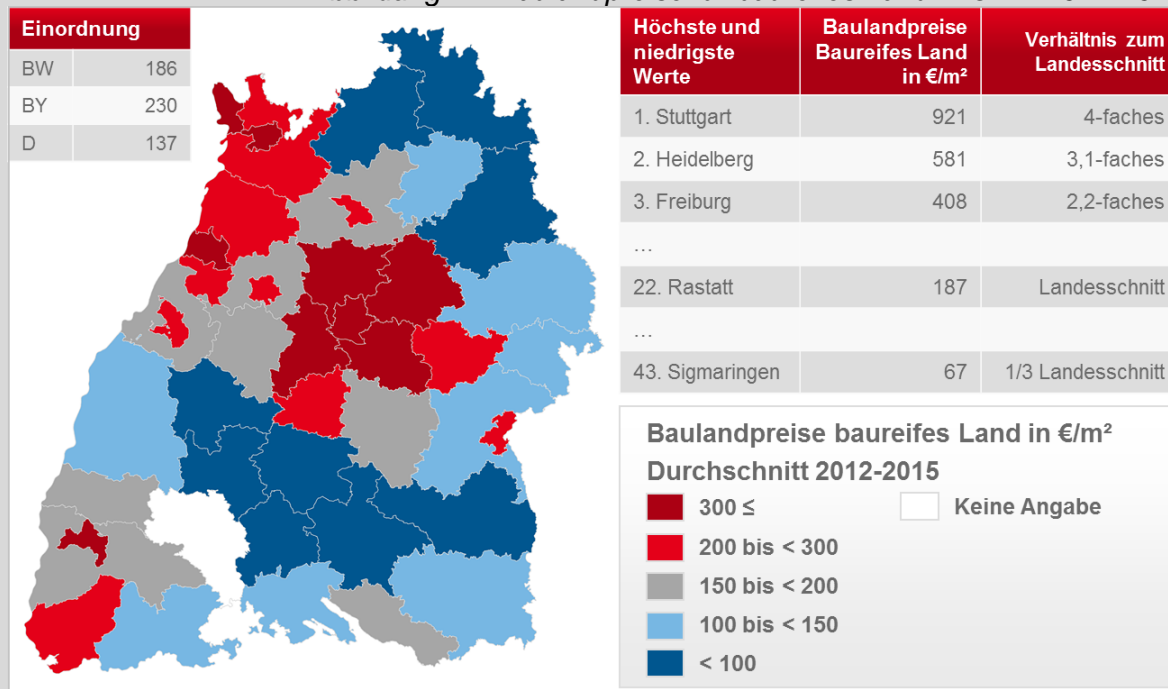 Einordnung
BW 186
BY 230
D 137
Höchste und niedrigste Werte
Baulandpreise Baureifes Land in €/m²
Verhältnis zum Landesschnitt
1. Stuttgart 921 4-faches
2. Heidelberg 581 3,1-faches
3. Freiburg 408 2,2-faches
...
22. Rastatt 187 Landesschnitt
...
43. Sigmaringen 67 1/3 Landesschnitt
Baulandpreise baureifes Land in €/m²
Durchschnitt 2012-2015
300 ≤
Keine Angabe
200 bis < 300
150 bis < 200
100 bis < 150
< 100